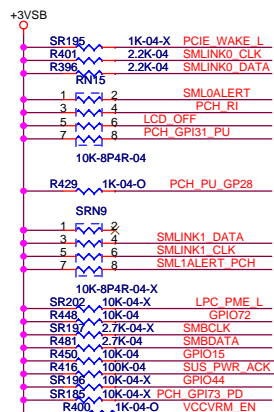 +3VSB
SR195 1K-04-X PCIE_WAKE_L
R401 2.2K-04 SMLINK0_CLK
R396 2.2K-04 SMLINK0_DATA
RN15
1 2 SML0ALERT
3 4 PCH_RI
5 6 LCD_OFF
7 8 PCH_GPI31_PU
10K-8P4R-04
R429 1K-04-O PCH_PU_GP28
SRN9
1 2
3 4 SMLINK1_DATA
5 6 SMLINK1_CLK
7 8 SML1ALERT_PCH
10K-8P4R-04-X
SR202 10K-04-X LPC_PME_L
R448 10K-04 GPIO72
SR197 2.7K-04-X SMBCLK
R481 2.7K-04 SMBDATA
R450 10K-04 GPIO15
R416 100K-04 SUS_PWR_ACK
SR196 10K-04-X GPIO44
SR185 10K-04-X PCH_GPI73_PD
R400 1K-04-O VCCVRM_EN